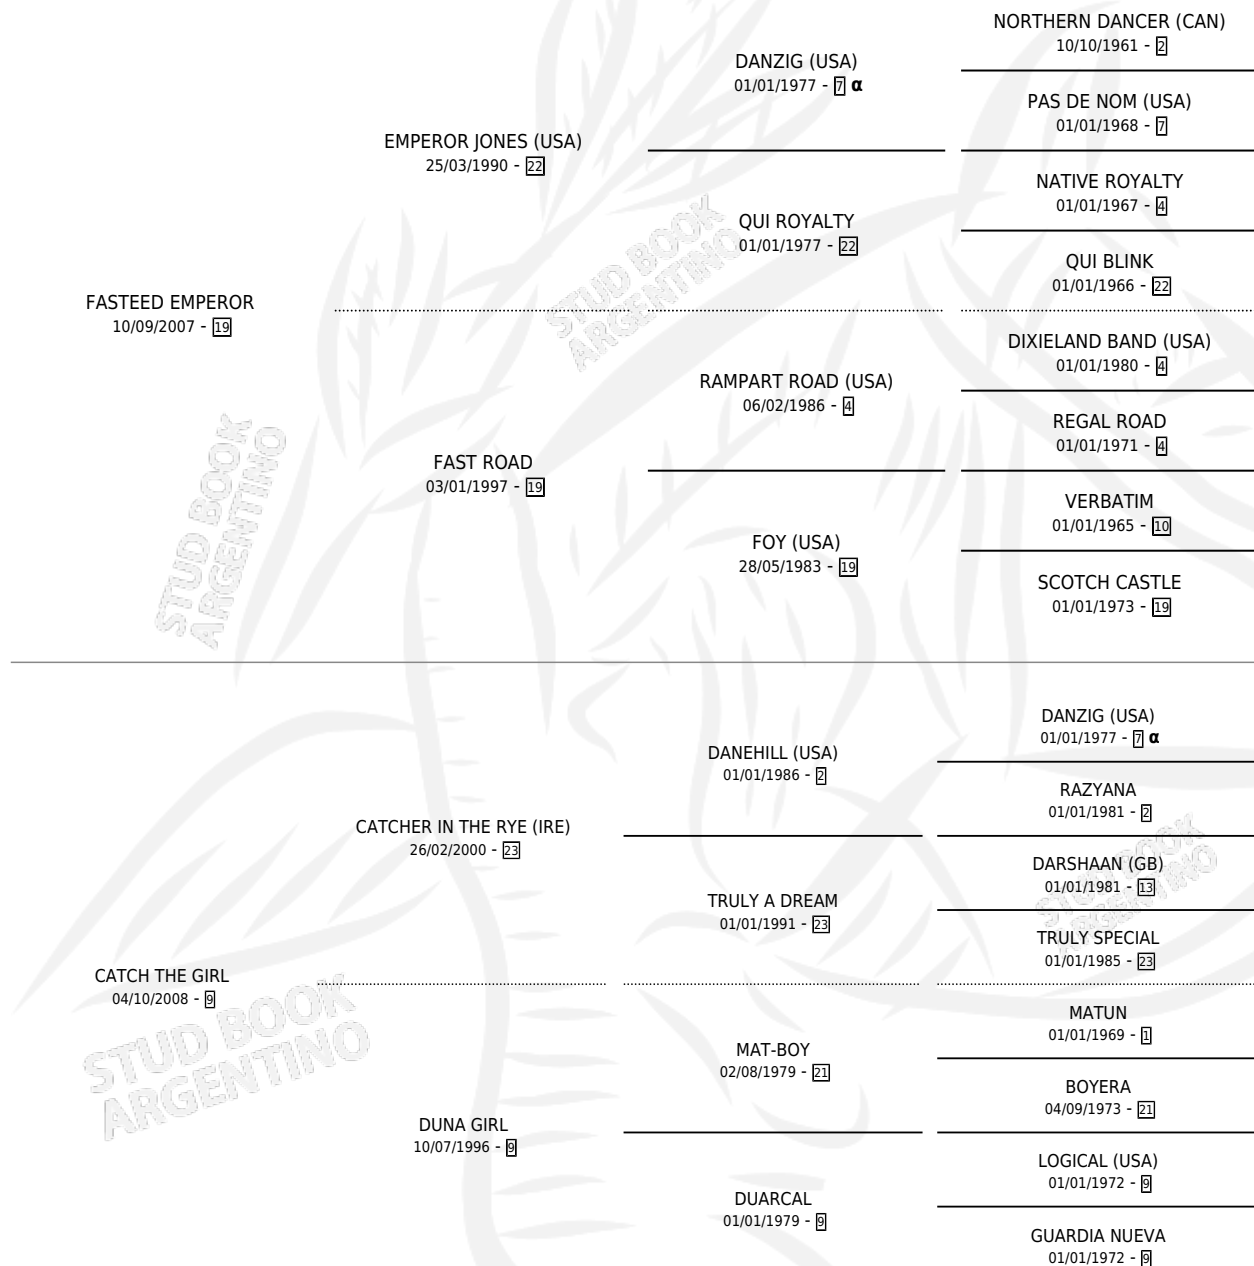 NORTHERN DANCER (CAN)
10/10/1961 - 2
DANZIG (USA)
01/01/1977 - 7 α
PAS DE NOM (USA)
01/01/1968 - 7
EMPEROR JONES (USA)
25/03/1990 - 22
NATIVE ROYALTY
01/01/1967 - 4
QUI ROYALTY
01/01/1977 - 22
QUI BLINK
01/01/1966 - 22
FASTEED EMPEROR
10/09/2007 - 19
DIXIELAND BAND (USA)
01/01/1980 - 4
RAMPART ROAD (USA)
06/02/1986 - 4
REGAL ROAD
01/01/1971 - 4
FAST ROAD
03/01/1997 - 19
VERBATIM
01/01/1965 - 10
FOY (USA)
28/05/1983 - 19
SCOTCH CASTLE
01/01/1973 - 19
STUD BOOK
ARGENTINO
STUD BOOK
ARGENTINO
DANZIG (USA)
01/01/1977 - 7 α
DANEHILL (USA)
01/01/1986 - 2
RAZYANA
01/01/1981 - 2
CATCHER IN THE RYE (IRE)
26/02/2000 - 23
DARSHAAN (GB)
01/01/1981 - 13
TRULY A DREAM
01/01/1991 - 23
TRULY SPECIAL
01/01/1985 - 23
CATCH THE GIRL
04/10/2008 - 9
MATUN
01/01/1969 - 1
MAT-BOY
02/08/1979 - 21
BOYERA
04/09/1973 - 21
DUNA GIRL
10/07/1996 - 9
LOGICAL (USA)
01/01/1972 - 9
DUARCAL
01/01/1979 - 9
GUARDIA NUEVA
01/01/1972 - 9
STUD BOOK
ARGENTINO
STUD BOOK
ARGENTINO